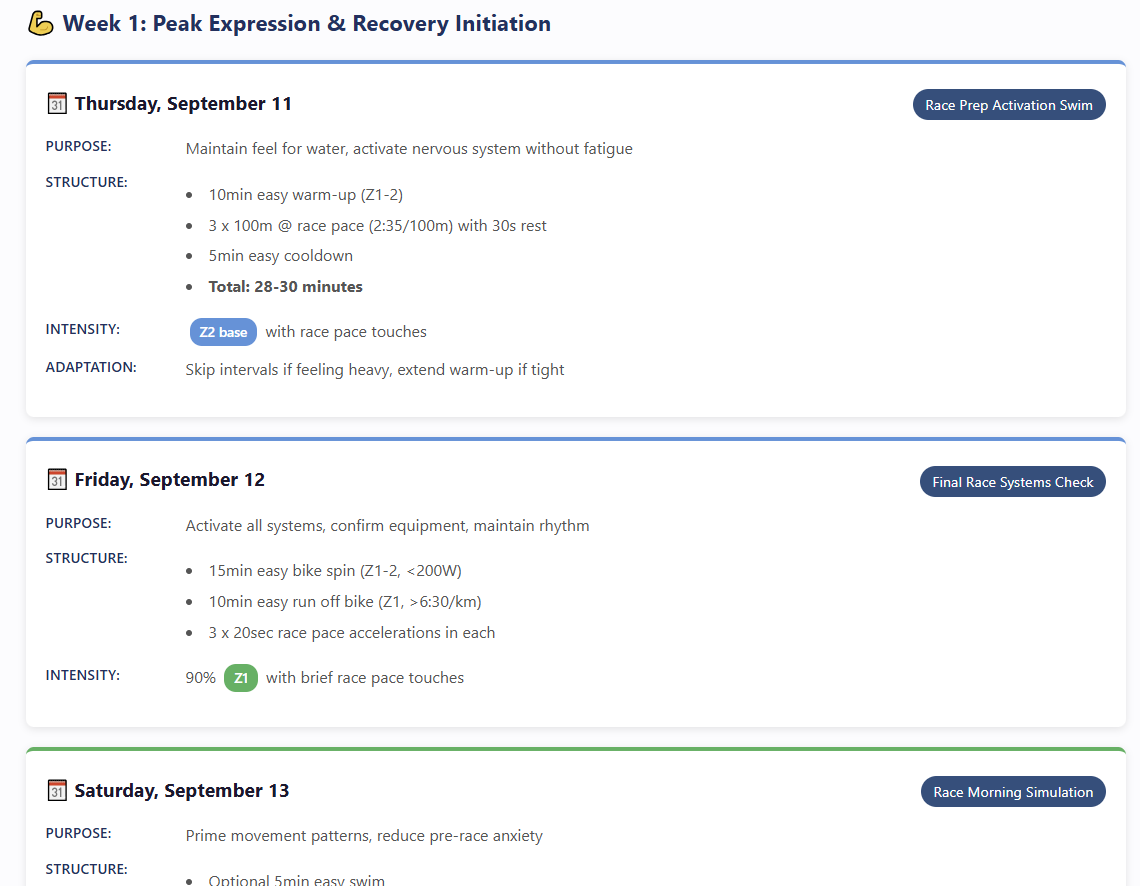 Week 1: Peak Expression & Recovery Initiation
Thursday, September 11
Race Prep Activation Swim
PURPOSE:
Maintain feel for water, activate nervous system without fatigue
STRUCTURE:
10min easy warm-up (Z1-2)
3 x 100m @ race pace (2:35/100m) with 30s rest
5min easy cooldown
Total: 28-30 minutes
INTENSITY:
Z2 base with race pace touches
ADAPTATION:
Skip intervals if feeling heavy, extend warm-up if tight
Friday, September 12
Final Race Systems Check
PURPOSE:
Activate all systems, confirm equipment, maintain rhythm
STRUCTURE:
15min easy bike spin (Z1-2, <200W)
10min easy run off bike (Z1, >6:30/km)
3 x 20sec race pace accelerations in each
INTENSITY:
90% Z1 with brief race pace touches
Saturday, September 13
Race Morning Simulation
PURPOSE:
Prime movement patterns, reduce pre-race anxiety
STRUCTURE:
Optional 5min easy swim